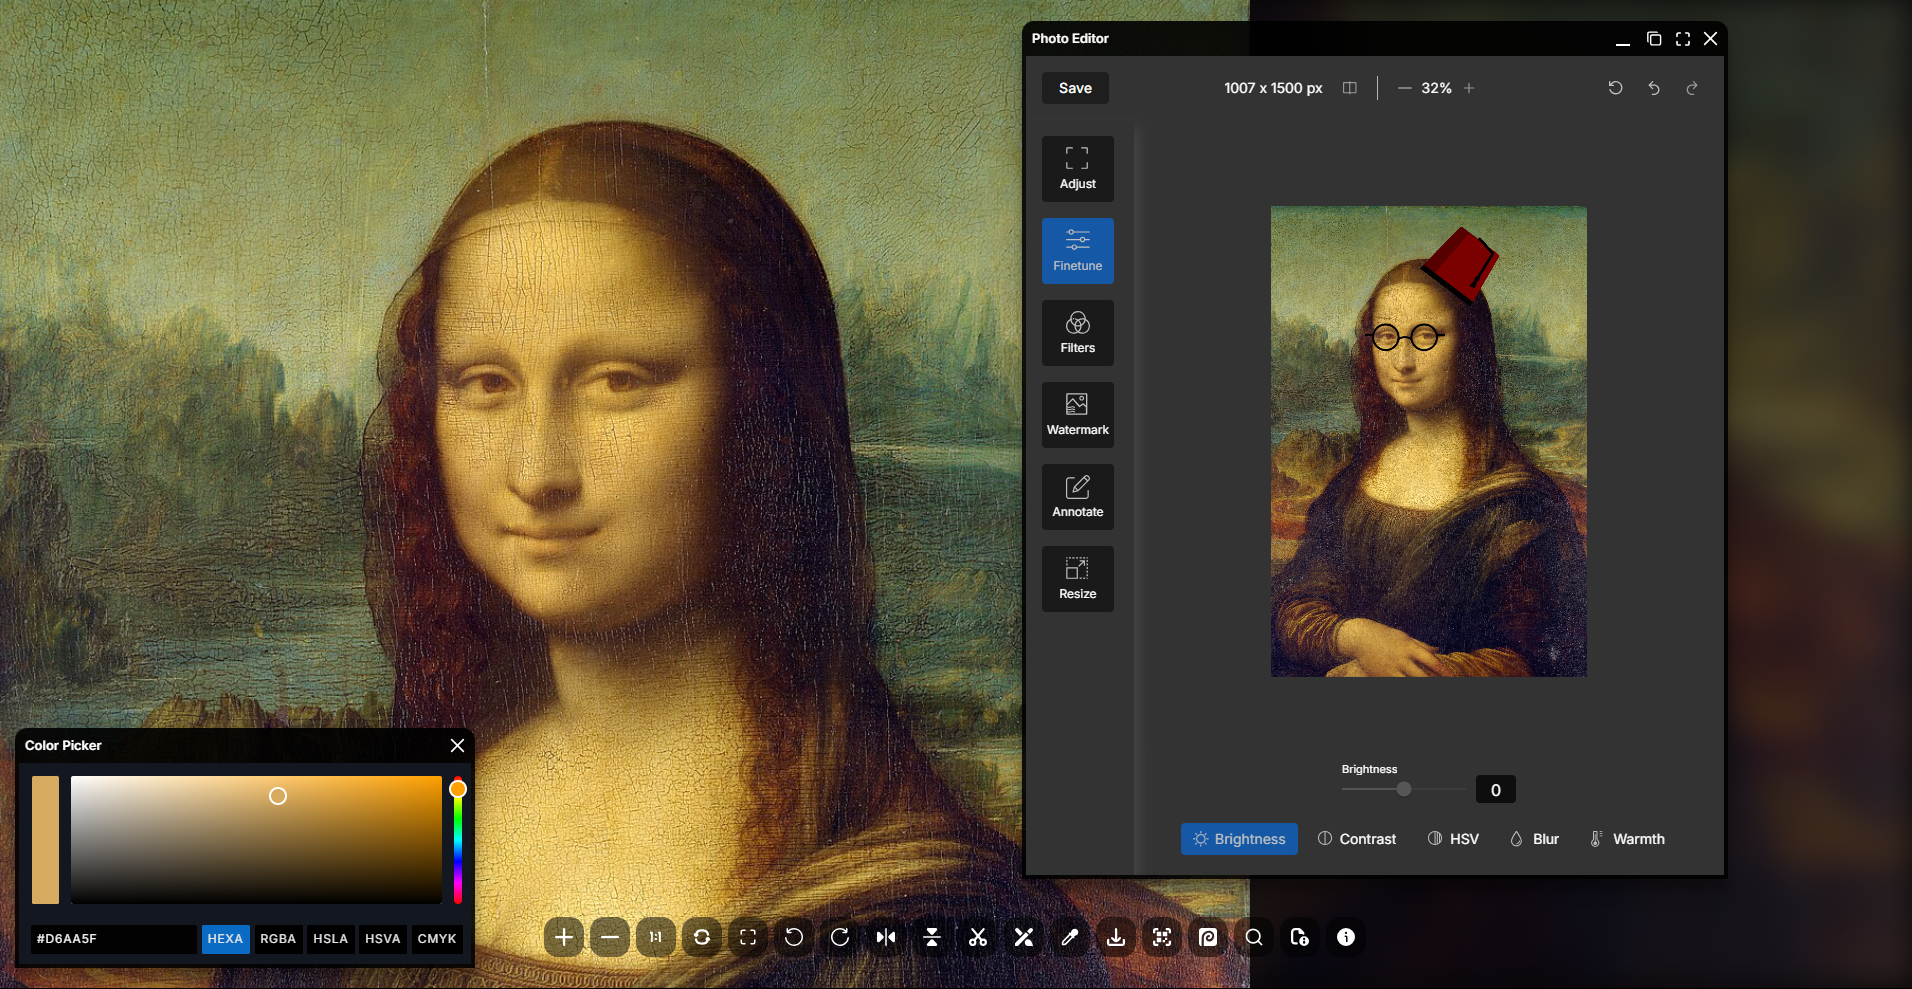 Photo Editor
Save
1007 x 1500 px
32%
Adjust
Finetune
Filters
Watermark
Annotate
Resize
Brightness
0
Brightness Contrast HSV Blur Warmth
Color Picker
#D6AA5F HEXA RGBA HSLA HSVA CMYK
1:1